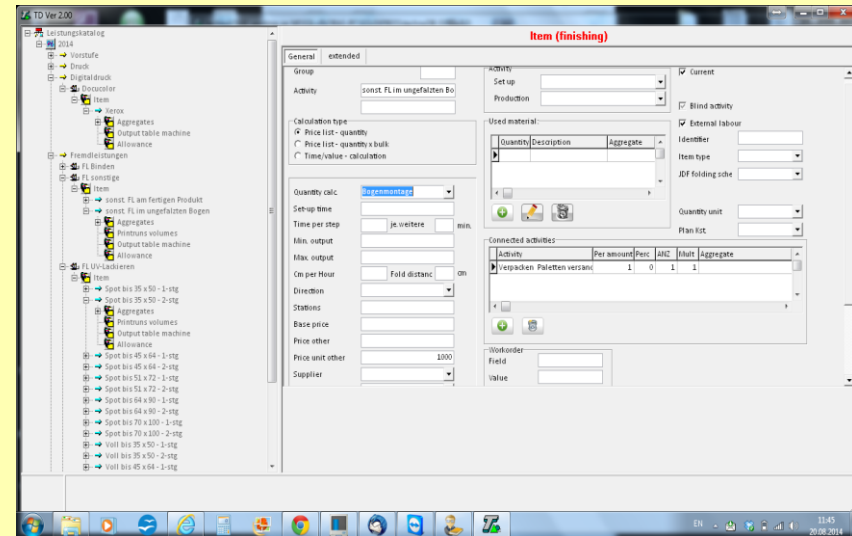 TD Ver 2.00
Leistungskatalog
2014
Vorstufe
Druck
Digitaldruck
Docucolor
Item
Xerox
Aggregates
Output table machine
Allowance
Fremdleistungen
FL Binden
FL sonstige
Item
sonst. FL am fertigen Produkt
sonst. FL im ungefalzten Bogen
Aggregates
Printruns volumes
Output table machine
Allowance
FL UV-Lackieren
Item
Spot bis 35 x 50 - 1-stg
Spot bis 35 x 50 - 2-stg
Aggregates
Printruns volumes
Output table machine
Allowance
Spot bis 45 x 64 - 1-stg
Spot bis 45 x 64 - 2-stg
Spot bis 51 x 72 - 1-stg
Spot bis 51 x 72 - 2-stg
Spot bis 64 x 90 - 1-stg
Spot bis 64 x 90 - 2-stg
Spot bis 70 x 100 - 1-stg
Spot bis 70 x 100 - 2-stg
Voll bis 35 x 50 - 1-stg
Voll bis 35 x 50 - 2-stg
Voll bis 45 x 64 - 1-stg
Item (finishing)
General extended
Group
Activity sonst. FL im ungefalzten Bo
Calculation type
Price list - quantity
Price list - quantity x bulk
Time/value - calculation
Quantity calc. Bogenmontage
Set-up time
Time per step je.weitere min.
Min. output
Max. output
Cm per Hour Fold distanc cm
Direction
Stations
Base price
Price other
Price unit other 1000
Supplier
Activity
Set up
Production
Used material:
Quantity Description Aggregate
Connected activities
Activity Per amount Perc ANZ Mult Aggregate
Verpacken Paletten versand 1 0 1 1
Workorder
Field
Value
Current
Blind activity
External labour
Identifier
Item type
JDF folding sche
Quantity unit
Plan list.
EN
11:45
20.08.2014